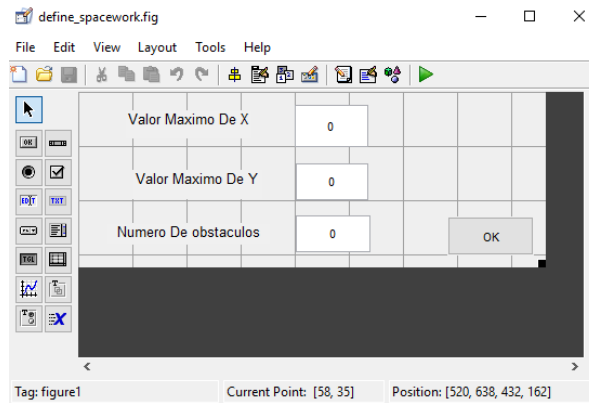 define_spacework.fig
File Edit View Layout Tools Help
Valor Maximo De X 0
OK
Valor Maximo De Y 0
EDIT TXT
Numero De obstaculos 0 OK
TGL
Tag: figure1 Current Point: [58, 35] Position: [520, 638, 432, 162]